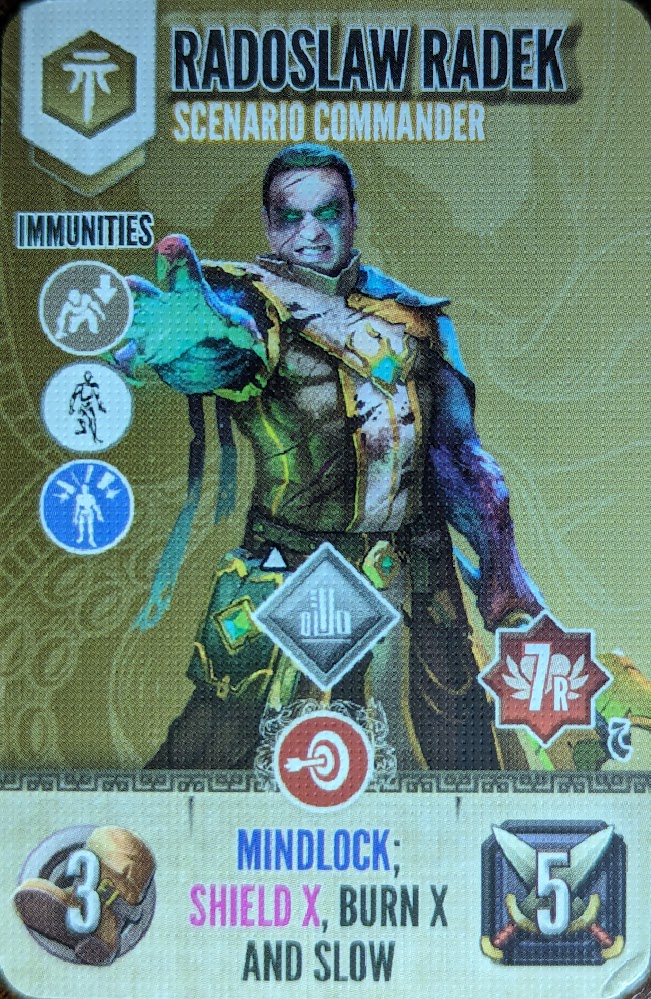 RADOSLAW RADEK
SCENARIO COMMANDER
IMMUNITIES
7R
3
MINDLOCK;
SHIELD X, BURN X
AND SLOW
5